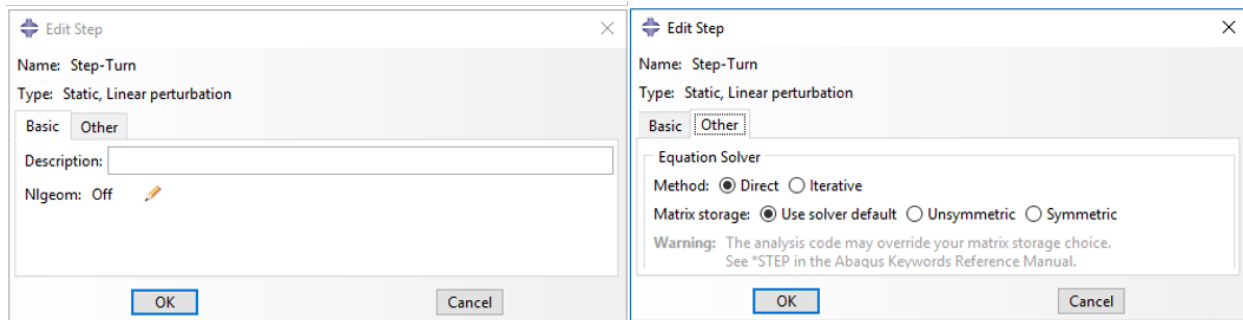 Edit Step
Name: Step-Turn
Type: Static, Linear perturbation
Basic Other
Description:
Nlgeom: Off
OK Cancel
Edit Step
Name: Step-Turn
Type: Static, Linear perturbation
Basic Other
Equation Solver
Method: Direct Iterative
Matrix storage: Use solver default Unsymmetric Symmetric
Warning: The analysis code may override your matrix storage choice.
See *STEP in the Abaqus Keywords Reference Manual.
OK Cancel